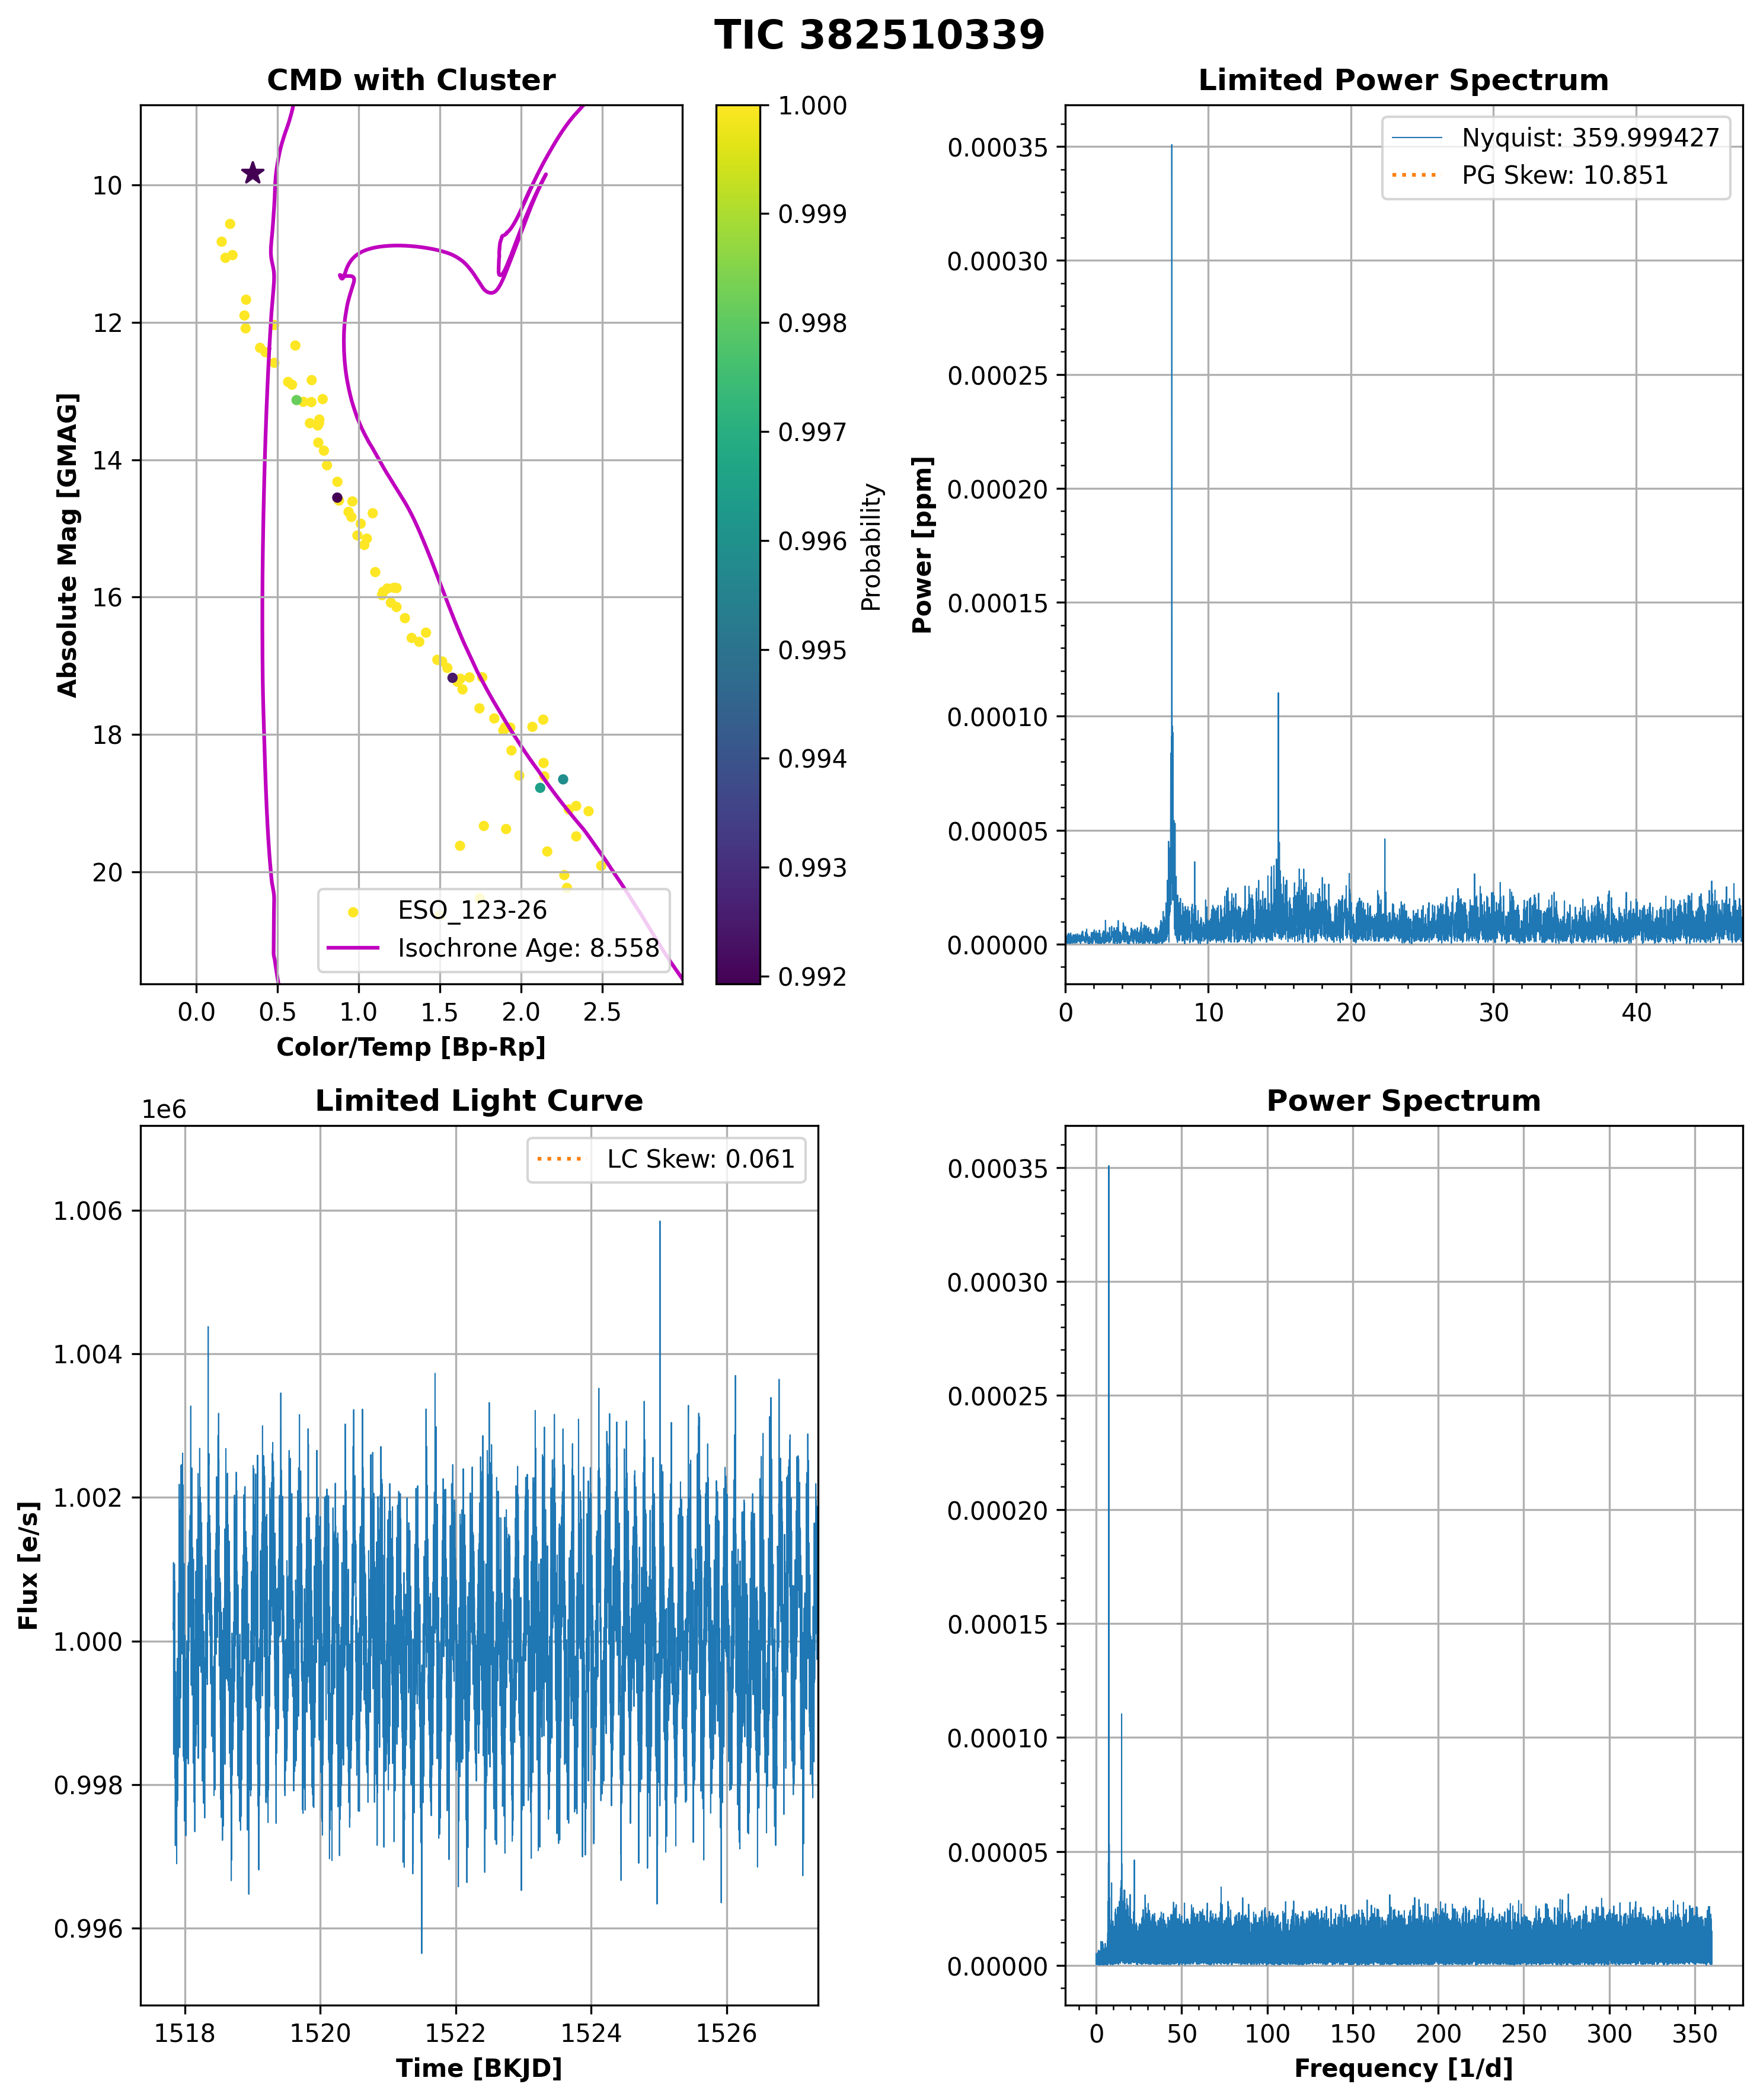 TIC 382510339
CMD with Cluster
10
12
14
16
18
20
0.0 0.5 1.0 1.5 2.0 2.5
Absolute Mag [GMAG]
Color/Temp [Bp-Rp]
ESO_123-26
Isochrone Age: 8.558
1.000
0.999
0.998
0.997
0.996
0.995
0.994
0.993
0.992
Probability
Limited Power Spectrum
Nyquist: 359.999427
PG Skew: 10.851
0.00035
0.00030
0.00025
0.00020
0.00015
0.00010
0.00005
0.00000
Power [ppm]
0 10 20 30 40
Limited Light Curve
1e6
LC Skew: 0.061
1.006
1.004
1.002
1.000
0.998
0.996
Flux [e/s]
1518 1520 1522 1524 1526
Time [BKJD]
Power Spectrum
0.00035
0.00030
0.00025
0.00020
0.00015
0.00010
0.00005
0.00000
0 50 100 150 200 250 300 350
Frequency [1/d]